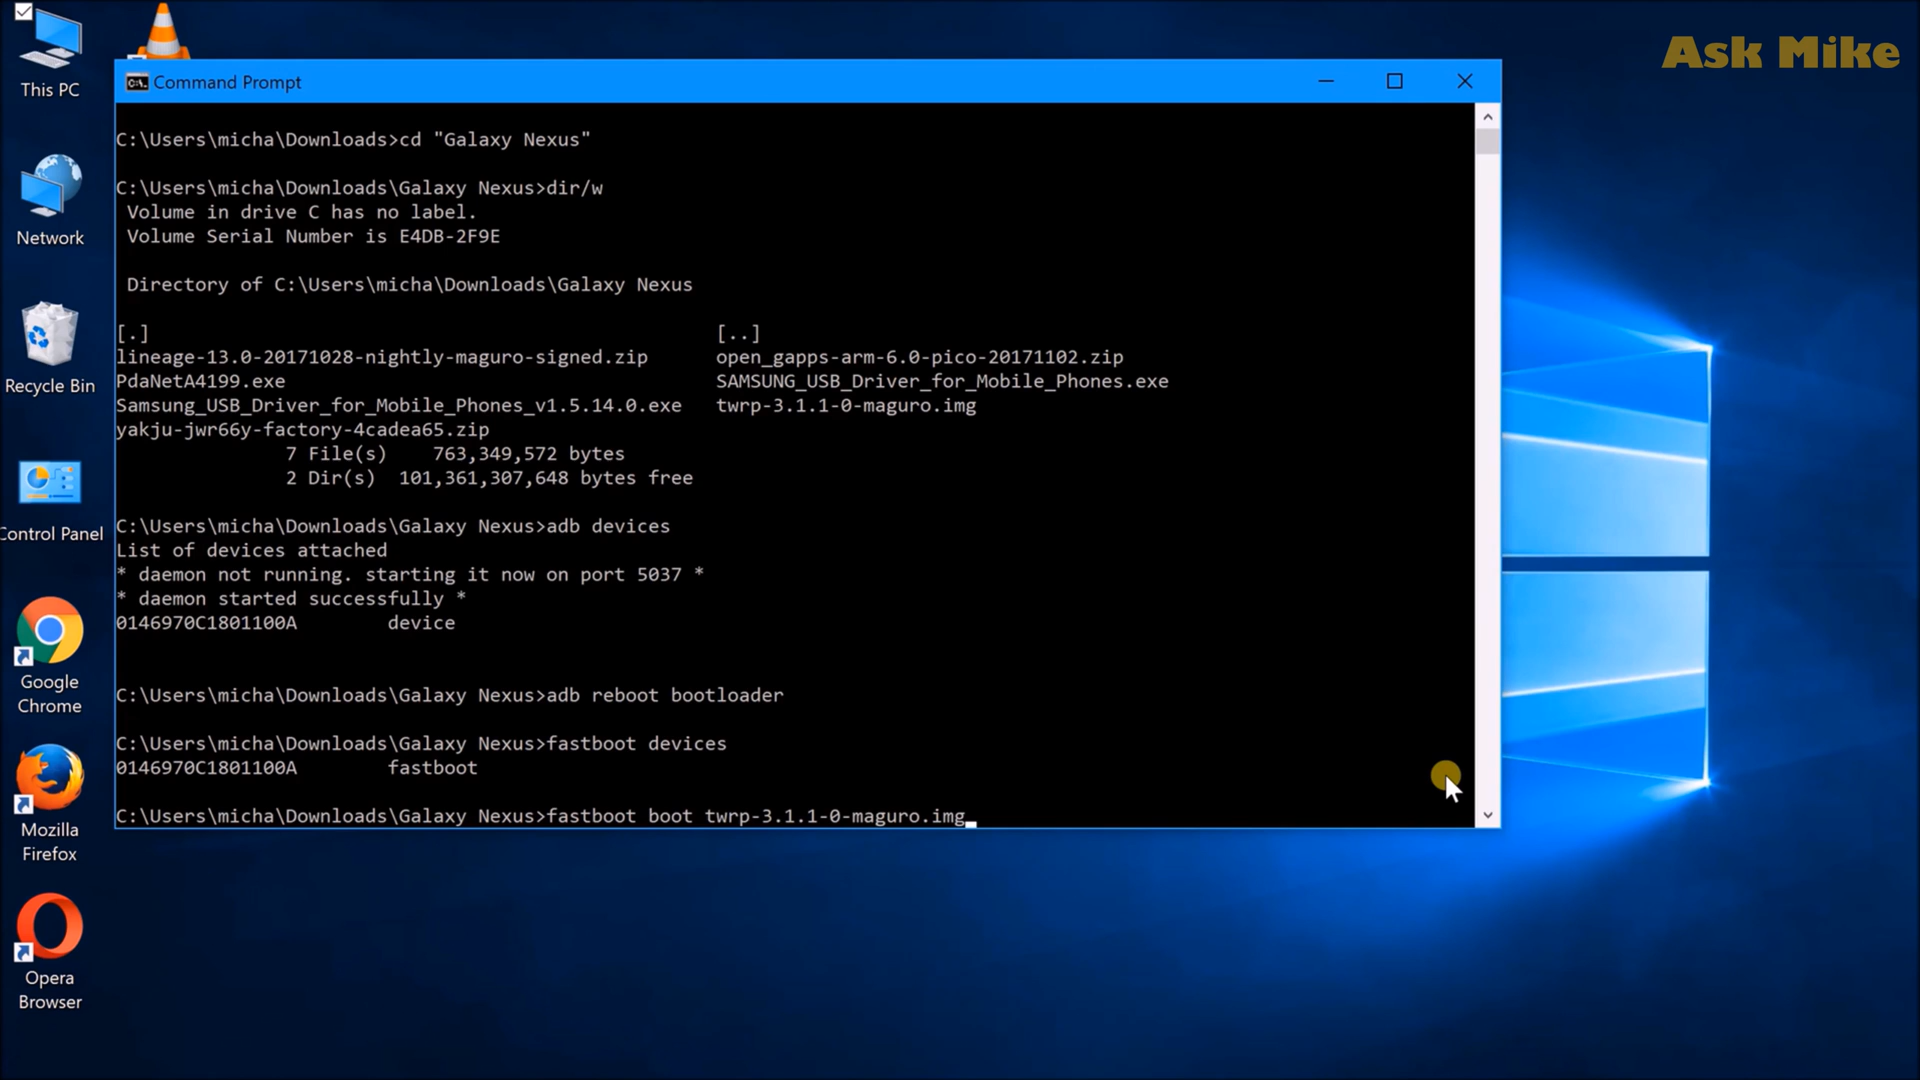 Ask Mike
This PC
Network
Recycle Bin
Control Panel
Google
Chrome
Mozilla
Firefox
Opera
Browser
C:\. Command Prompt
C:\Users\micha\Downloads>cd "Galaxy Nexus"
C:\Users\micha\Downloads\Galaxy Nexus>dir/w
Volume in drive C has no label.
Volume Serial Number is E4DB-2F9E
Directory of C:\Users\micha\Downloads\Galaxy Nexus
[.] [..]
lineage-13.0-20171028-nightly-maguro-signed.zip open_gapps-arm-6.0-pico-20171102.zip
PdaNetA4199.exe SAMSUNG_USB_Driver_for_Mobile_Phones.exe
Samsung_USB_Driver_for_Mobile_Phones_v1.5.14.0.exe twrp-3.1.1-0-maguro.img
yakju-jwr66y-factory-4cadea65.zip
7 File(s) 763,349,572 bytes
2 Dir(s) 101,361,307,648 bytes free
C:\Users\micha\Downloads\Galaxy Nexus>adb devices
List of devices attached
* daemon not running. starting it now on port 5037 *
* daemon started successfully *
0146970C1801100A device
C:\Users\micha\Downloads\Galaxy Nexus>adb reboot bootloader
C:\Users\micha\Downloads\Galaxy Nexus>fastboot devices
0146970C1801100A fastboot
C:\Users\micha\Downloads\Galaxy Nexus>fastboot boot twrp-3.1.1-0-maguro.img_